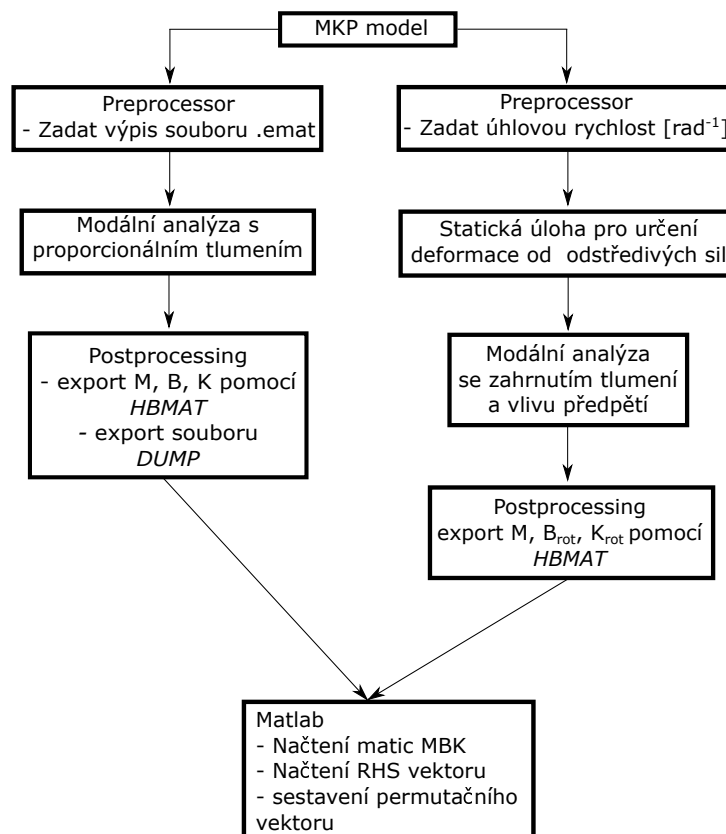 MKP model
Preprocessor
- Zadat výpis souboru .emat
Modální analýza s
proporcionálním tlumením
Postprocessing
- export M, B, K pomocí
HBMAT
- export souboru
DUMP
Preprocessor
- Zadat úhlovou rychlost [rad⁻¹]
Statická úloha pro určení
deformace od odstředivých sil
Modální analýza
se zahrnutím tlumení
a vlivu předpětí
Postprocessing
export M, Brot, Krot pomocí
HBMAT
Matlab
- Načtení matic MBK
- Načtení RHS vektoru
- sestavení permutačního
vektoru